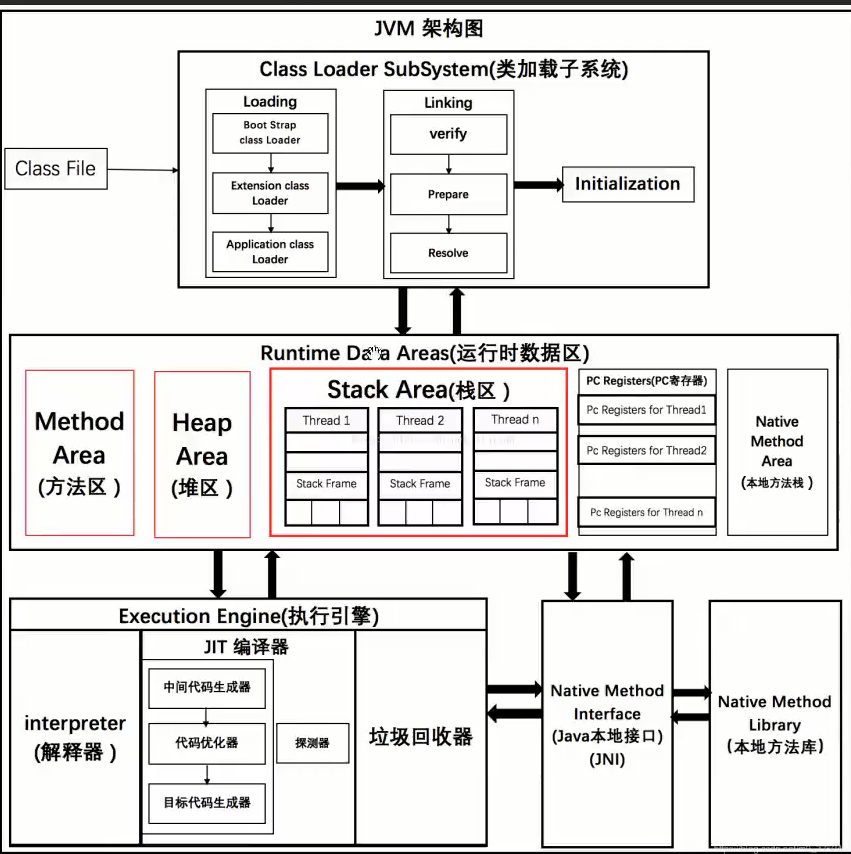 JVM 架构图
Class Loader SubSystem(类加载子系统)
Loading
Boot Strap
class Loader
Extension class
Loader
Application class
Loader
Linking
verify
Prepare
Resolve
Class File
Initialization
Runtime Data Areas(运行时数据区)
Method
Area
(方法区)
Heap
Area
(堆区)
Stack Area(栈区)
Thread 1
Stack Frame
Thread 2
Stack Frame
Thread n
Stack Frame
PC Registers(PC寄存器)
Pc Registers for Thread1
Pc Registers for Thread2
Pc Registers for Thread n
Native
Method
Area
(本地方法栈)
Execution Engine(执行引擎)
interpreter
(解释器)
JIT 编译器
中间代码生成器
代码优化器
目标代码生成器
探测器
垃圾回收器
Native Method
Interface
(Java本地接口)
(JNI)
Native Method
Library
(本地方法库)